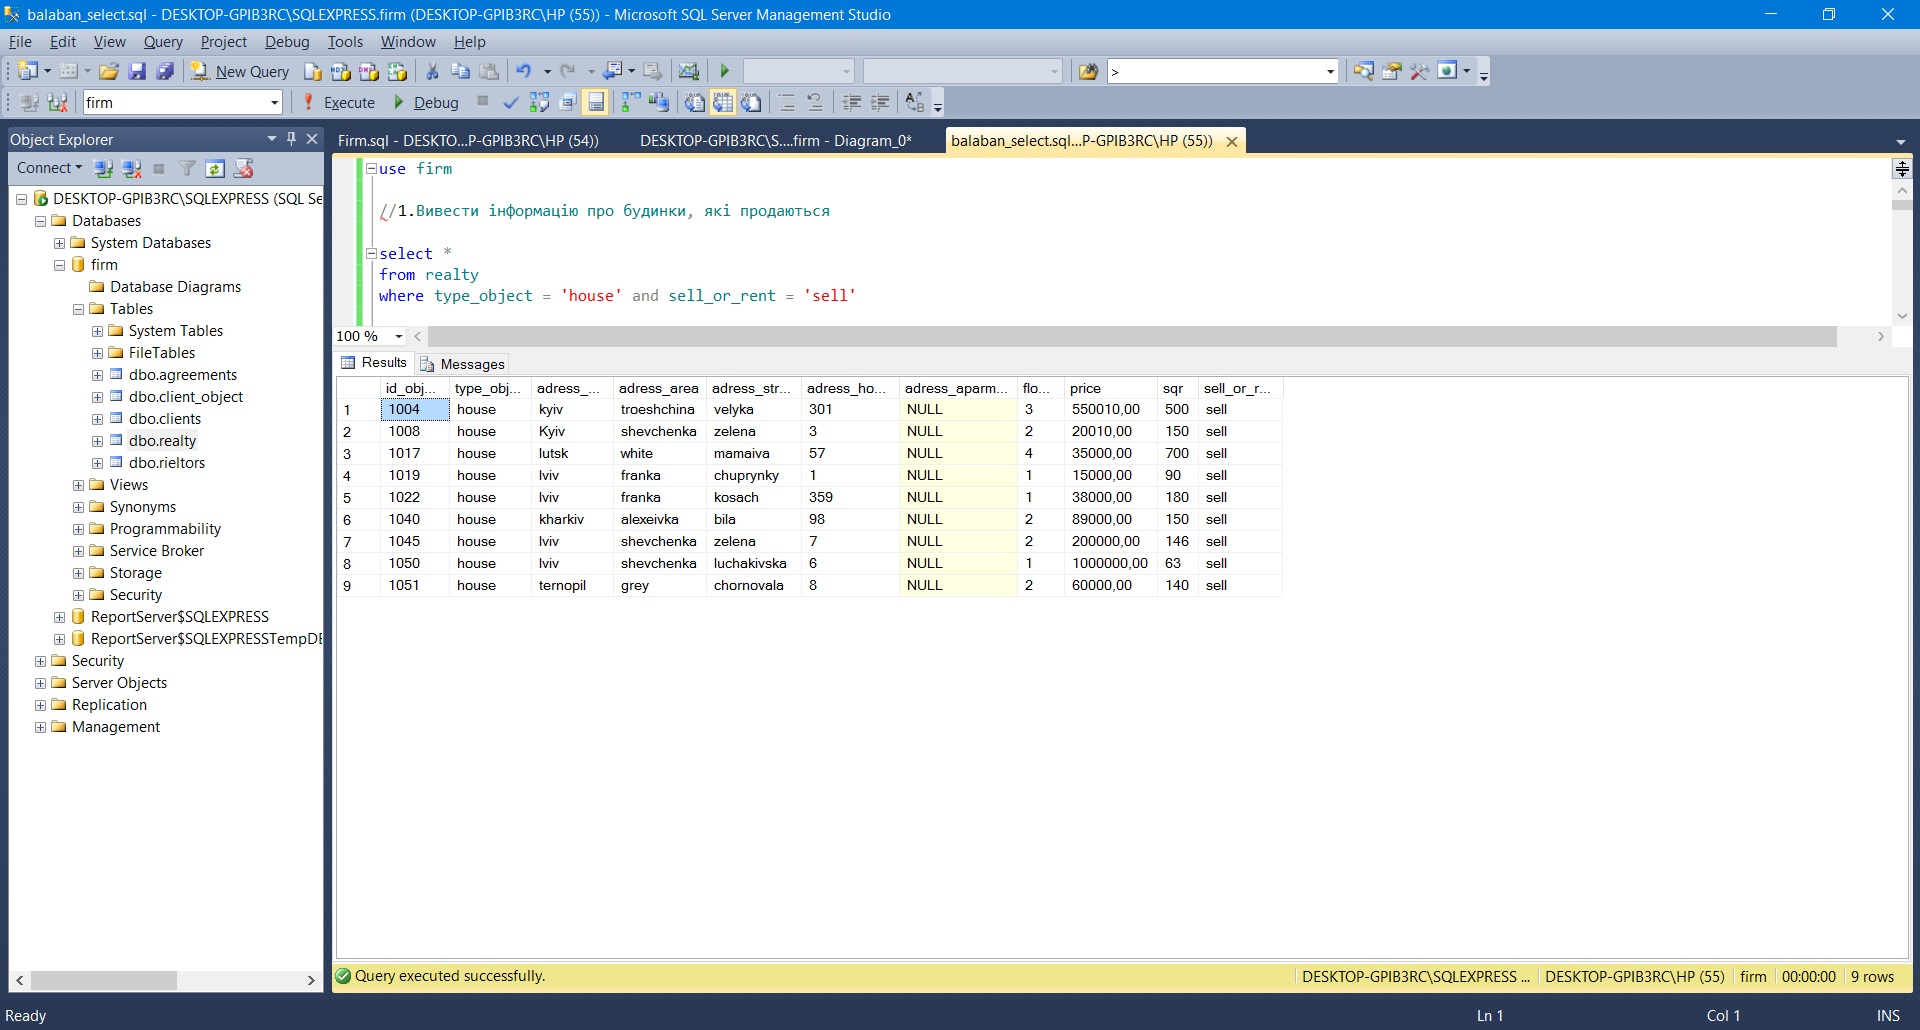 balaban_select.sql - DESKTOP-GPIB3RC\SQLEXPRESS.firm (DESKTOP-GPIB3RC\HP (55)) - Microsoft SQL Server Management Studio
File Edit View Query Project Debug Tools Window Help
New Query >
firm Execute Debug
Object Explorer
Connect
DESKTOP-GPIB3RC\SQLEXPRESS (SQL Se
Databases
System Databases
firm
Database Diagrams
Tables
System Tables
FileTables
dbo.agreements
dbo.client_object
dbo.clients
dbo.realty
dbo.rieltors
Views
Synonyms
Programmability
Service Broker
Storage
Security
ReportServer$SQLEXPRESS
ReportServer$SQLEXPRESSTempDE
Security
Server Objects
Replication
Management
Firm.sql - DESKTO...P-GPIB3RC\HP (54)) DESKTOP-GPIB3RC\S....firm - Diagram_0* balaban_select.sql...P-GPIB3RC\HP (55))
use firm
//1.Вивести інформацію про будинки, які продаються
select *
from realty
where type_object = 'house' and sell_or_rent = 'sell'
100 %
Results Messages
id_obj... type_obj... adress_... adress_area adress_str... adress_ho... adress_aparm... flo... price sqr sell_or_r...
1 1004 house kyiv troeshchina velyka 301 NULL 3 550010,00 500 sell
2 1008 house Kyiv shevchenka zelena 3 NULL 2 20010,00 150 sell
3 1017 house lutsk white mamaiva 57 NULL 4 35000,00 700 sell
4 1019 house lviv franka chuprynky 1 NULL 1 15000,00 90 sell
5 1022 house lviv franka kosach 359 NULL 1 38000,00 180 sell
6 1040 house kharkiv alexeivka bila 98 NULL 2 89000,00 150 sell
7 1045 house lviv shevchenka zelena 7 NULL 2 200000,00 146 sell
8 1050 house lviv shevchenka luchakivska 6 NULL 1 1000000,00 63 sell
9 1051 house ternopil grey chornovala 8 NULL 2 60000,00 140 sell
Query executed successfully. DESKTOP-GPIB3RC\SQLEXPRESS ... DESKTOP-GPIB3RC\HP (55) firm 00:00:00 9 rows
Ready Ln 1 Col 1 INS